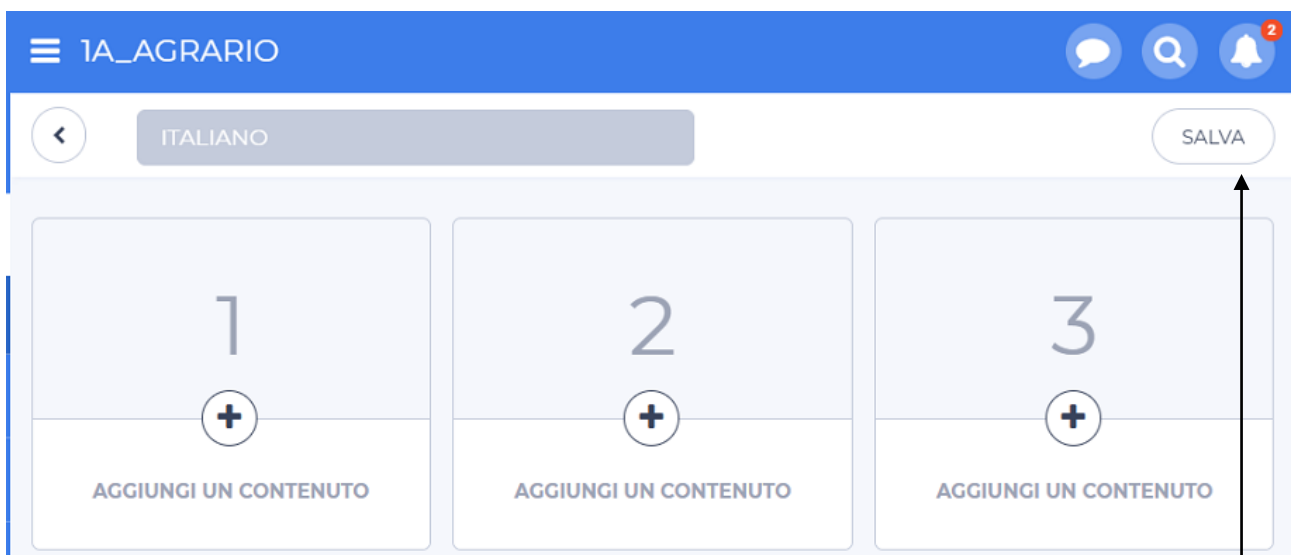 1A_AGRARIO
2
ITALIANO
SALVA
1
2
3
AGGIUNGI UN CONTENUTO
AGGIUNGI UN CONTENUTO
AGGIUNGI UN CONTENUTO